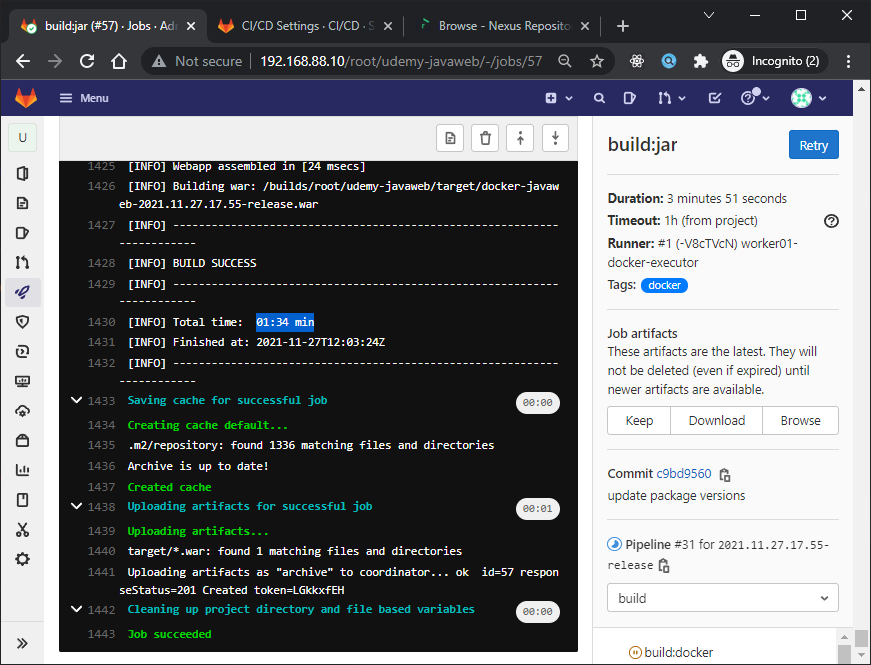 build:jar (#57) · Jobs · Adm
CI/CD Settings · CI/CD · S
Browse - Nexus Reposito
Not secure
192.168.88.10/root/udemy-javaweb/-/jobs/57
Incognito (2)
Menu
U
1425 [INFO] Webapp assembled in [24 msecs]
1426 [INFO] Building war: /builds/root/udemy-javaweb/target/docker-javaw
eb-2021.11.27.17.55-release.war
1427 [INFO] ------------------------------------------------------------
------------
1428 [INFO] BUILD SUCCESS
1429 [INFO] ------------------------------------------------------------
------------
1430 [INFO] Total time:  01:34 min
1431 [INFO] Finished at: 2021-11-27T12:03:24Z
1432 [INFO] ------------------------------------------------------------
------------
1433 Saving cache for successful job 00:00
1434 Creating cache default...
1435 .m2/repository: found 1336 matching files and directories
1436 Archive is up to date!
1437 Created cache
1438 Uploading artifacts for successful job 00:01
1439 Uploading artifacts...
1440 target/*.war: found 1 matching files and directories
1441 Uploading artifacts as "archive" to coordinator... ok  id=57 respon
seStatus=201 Created token=LGkkxfEH
1442 Cleaning up project directory and file based variables 00:00
1443 Job succeeded
build:jar
Retry
Duration: 3 minutes 51 seconds
Timeout: 1h (from project)
Runner: #1 (-V8cTVcN) worker01-
docker-executor
Tags: docker
Job artifacts
These artifacts are the latest. They will
not be deleted (even if expired) until
newer artifacts are available.
Keep
Download
Browse
Commit c9bd9560
update package versions
Pipeline #31 for 2021.11.27.17.55-
release
build
build:docker